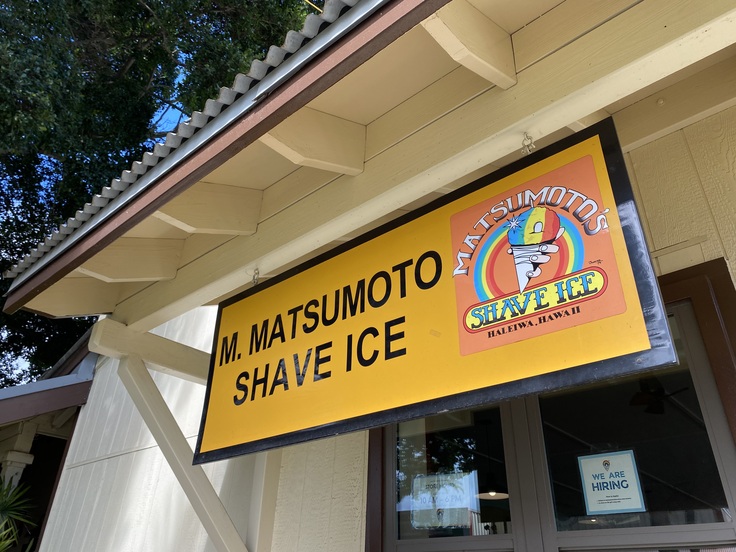 M. MATSUMOTO
SHAVE ICE
MATSUMOTO'S
SHAVE ICE
HALEIWA, HAWAII
WE ARE
HIRING